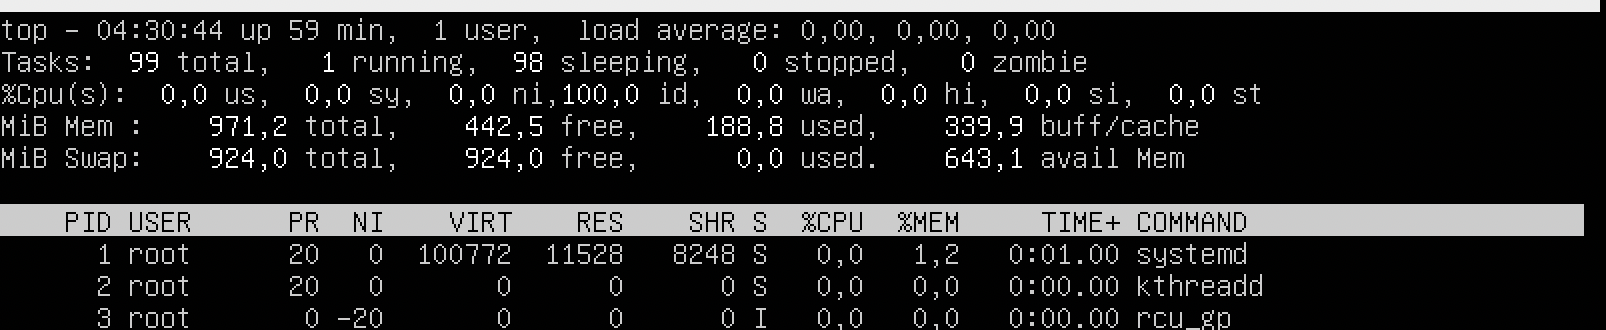 top - 04:30:44 up 59 min,  1 user,  load average: 0,00, 0,00, 0,00
Tasks:  99 total,   1 running,  98 sleeping,   0 stopped,   0 zombie
%Cpu(s):  0,0 us,  0,0 sy,  0,0 ni,100,0 id,  0,0 wa,  0,0 hi,  0,0 si,  0,0 st
MiB Mem :    971,2 total,    442,5 free,    188,8 used,    339,9 buff/cache
MiB Swap:    924,0 total,    924,0 free,      0,0 used.    643,1 avail Mem
    PID USER      PR  NI    VIRT    RES    SHR S  %CPU  %MEM     TIME+ COMMAND
      1 root      20   0  100772  11528   8248 S   0,0   1,2   0:01.00 systemd
      2 root      20   0       0      0      0 S   0,0   0,0   0:00.00 kthreadd
      3 root       0 -20       0      0      0 I   0,0   0,0   0:00.00 rcu_gp